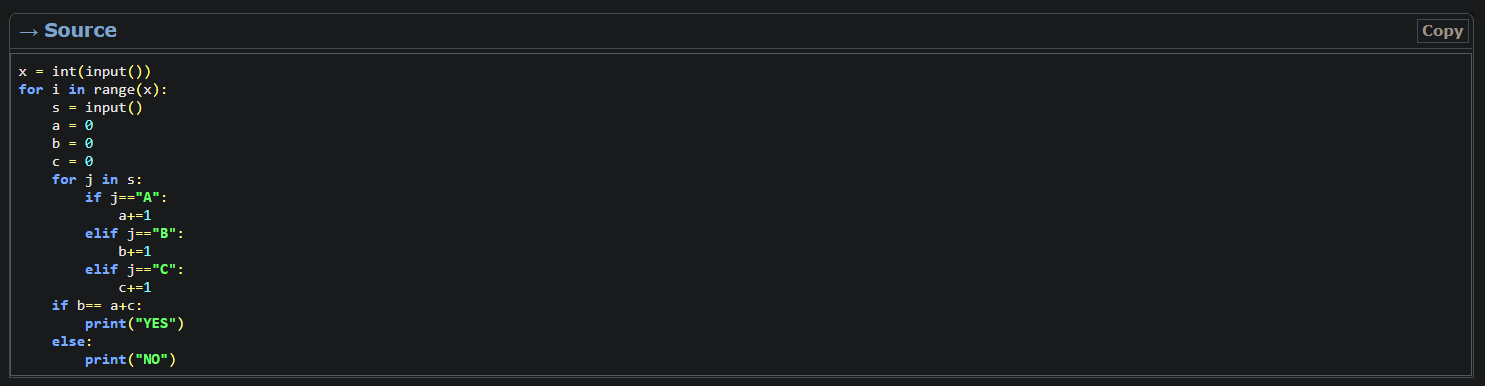 → Source
Copy
x = int(input())
for i in range(x):
    s = input()
    a = 0
    b = 0
    c = 0
    for j in s:
        if j=="A":
            a+=1
        elif j=="B":
            b+=1
        elif j=="C":
            c+=1
    if b== a+c:
        print("YES")
    else:
        print("NO")